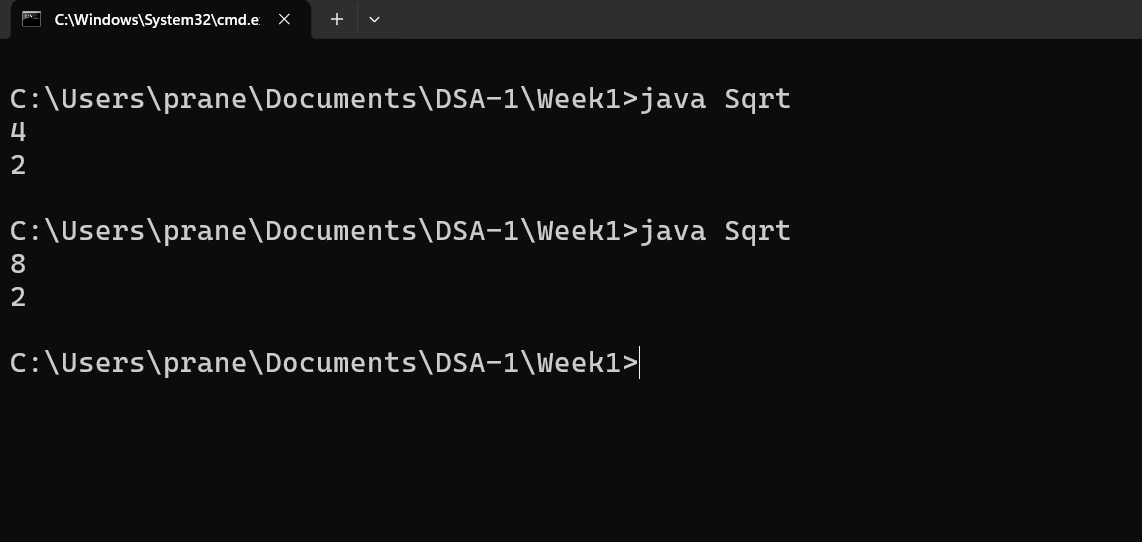 C:\Windows\System32\cmd.e
C:\Users\prane\Documents\DSA-1\Week1>java Sqrt
4
2
C:\Users\prane\Documents\DSA-1\Week1>java Sqrt
8
2
C:\Users\prane\Documents\DSA-1\Week1>